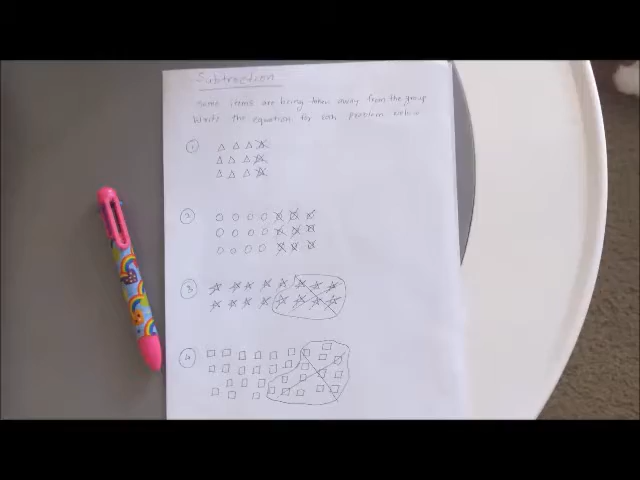 Subtraction
Some items are being taken away from the group
Write the equation for each problem below
1
2
3
4